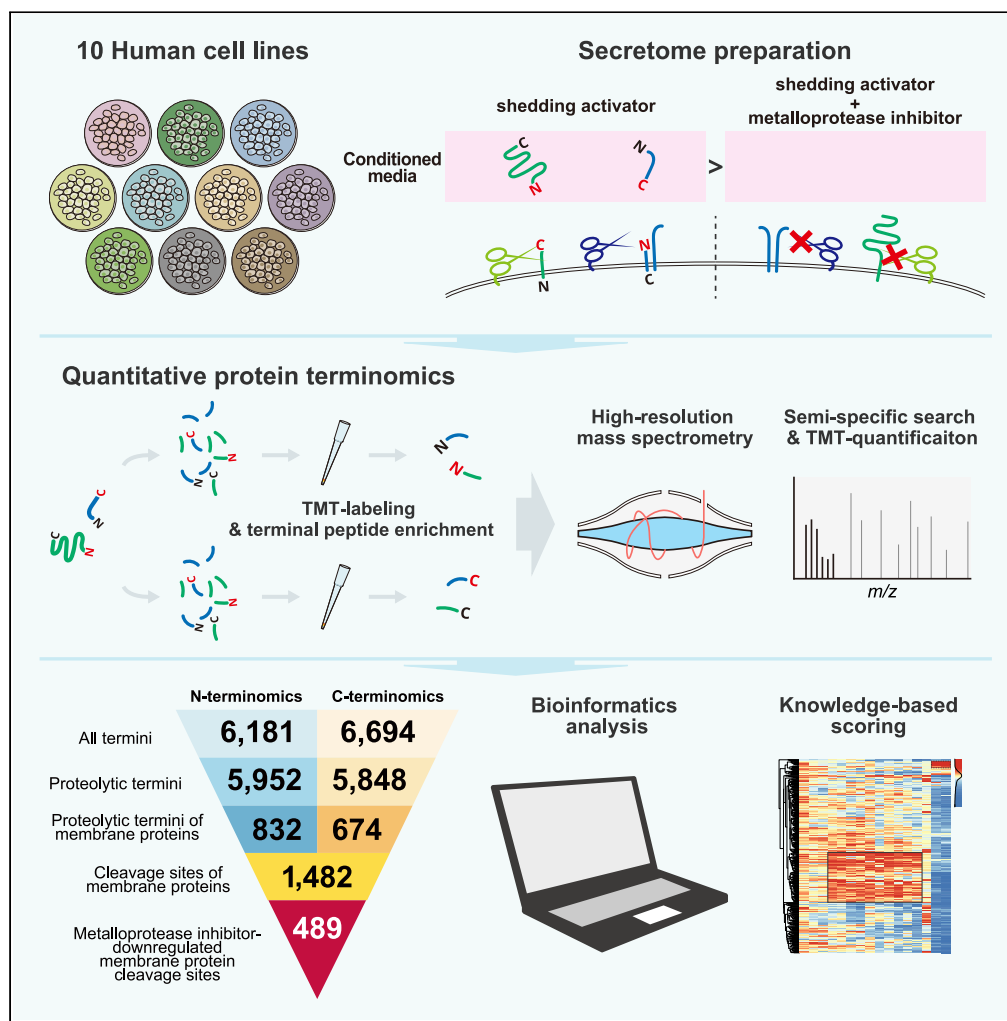 10 Human cell lines
Secretome preparation
shedding activator
shedding activator
+
metalloprotease inhibitor
Conditioned
media
C
N
N
C
>
C
N
N
C
Quantitative protein terminomics
C
N
N
C
C
N
C
N
N
C
N
N
TMT-labeling
& terminal peptide enrichment
C
N
N
C
C
C
High-resolution
mass spectrometry
Semi-specific search
& TMT-quantificaiton
m/z
N-terminomics
C-terminomics
All termini
6,181
6,694
Proteolytic termini
5,952
5,848
Proteolytic termini
of membrane proteins
832
674
Cleavage sites
of membrane proteins
1,482
Metalloprotease inhibitor-
downregulated
membrane protein
cleavage sites
489
Bioinformatics
analysis
Knowledge-based
scoring